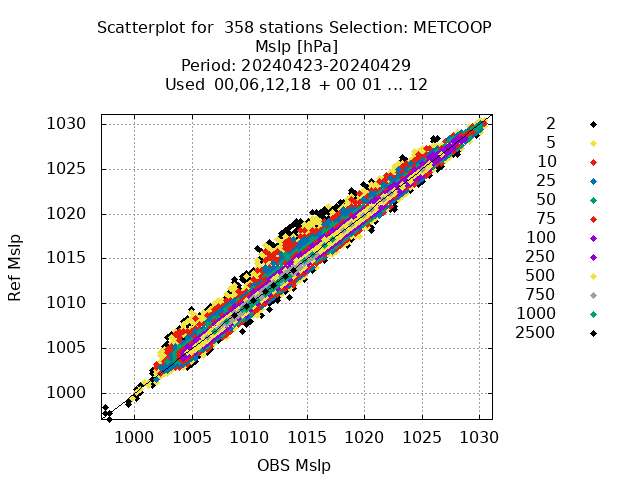 Scatterplot for  358 stations Selection: METCOOP
Mslp [hPa]
Period: 20240423-20240429
Used  00,06,12,18  + 00 01 ... 12
Ref Mslp
1030
1025
1020
1015
1010
1005
1000
1000 1005 1010 1015 1020 1025 1030
OBS Mslp
2
5
10
25
50
75
100
250
500
750
1000
2500